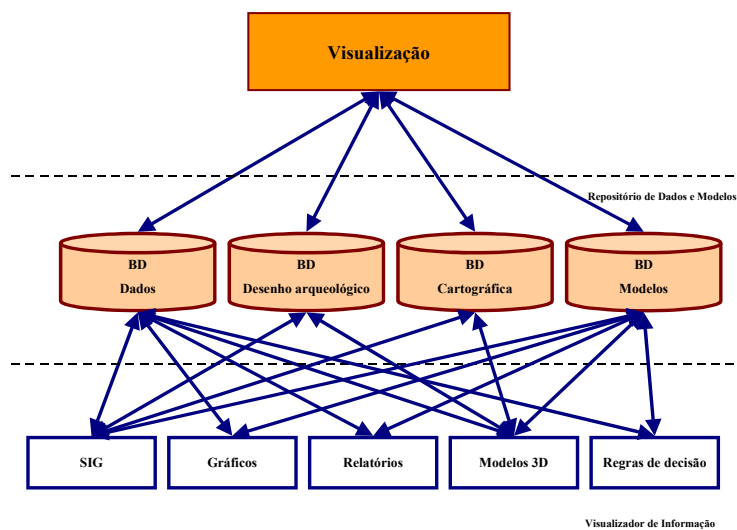 Visualização
Repositório de Dados e Modelos
BD
Dados
BD
Desenho arqueológico
BD
Cartográfica
BD
Modelos
SIG
Gráficos
Relatórios
Modelos 3D
Regras de decisão
Visualizador de Informação